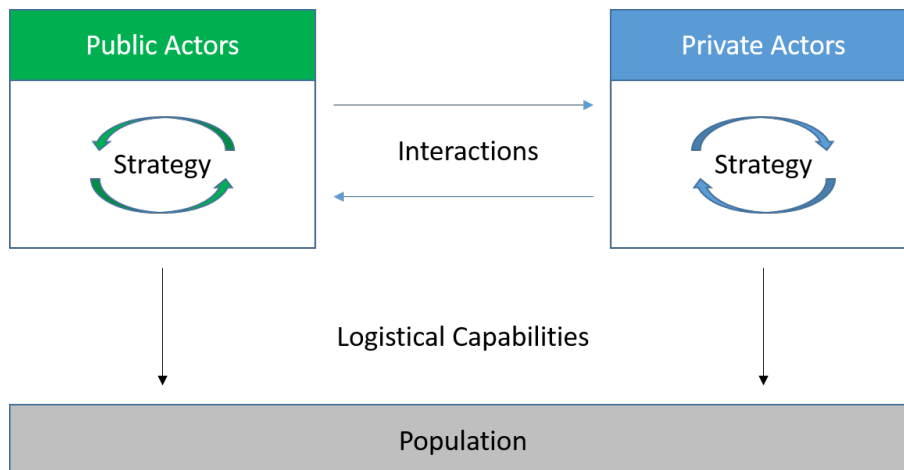 Public Actors
Private Actors
Strategy
Interactions
Strategy
Logistical Capabilities
Population